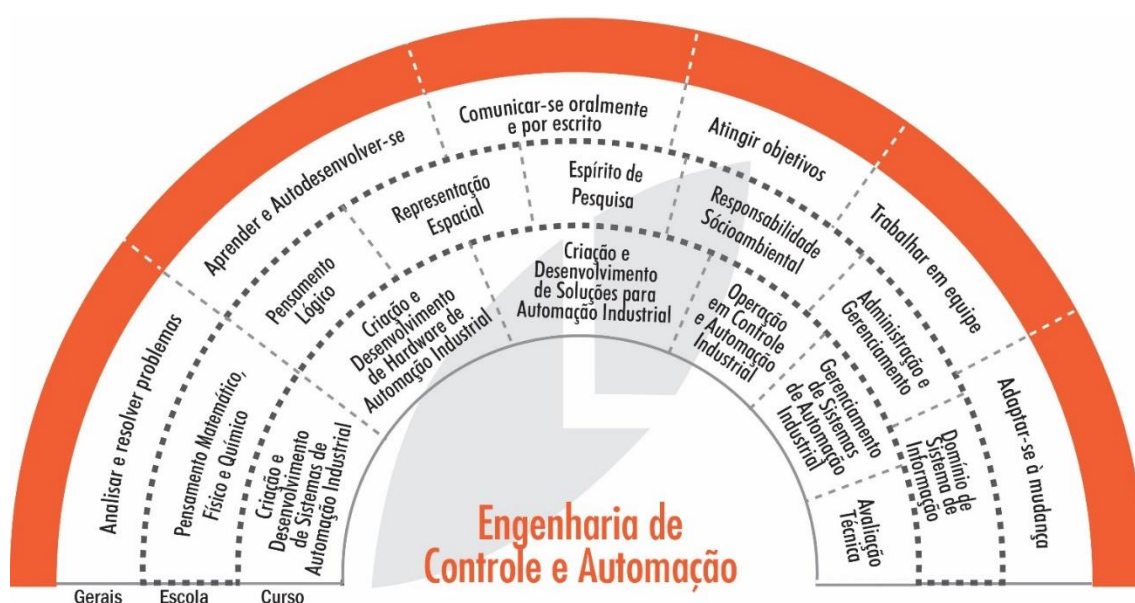 Analisar e resolver problemas
Aprender e Autodesenvolver-se
Comunicar-se oralmente
e por escrito
Atingir objetivos
Trabalhar em equipe
Adaptar-se à mudança
Pensamento Matemático,
Físico e Químico
Pensamento
Lógico
Representação
Espacial
Espírito de
Pesquisa
Responsabilidade
Sócioambiental
Administração e
Gerenciamento
Domínio de
Sistema de
Informação
Criação e
Desenvolvimento
de Sistemas de
Automação Industrial
Criação e
Desenvolvimento
de Hardware de
Automação Industrial
Criação e
Desenvolvimento
de Soluções para
Automação Industrial
Operação
em Controle
e Automação
Industrial
Gerenciamento
de Sistemas
de Automação
Industrial
Avaliação
Técnica
Engenharia de
Controle e Automação
Gerais
Escola
Curso